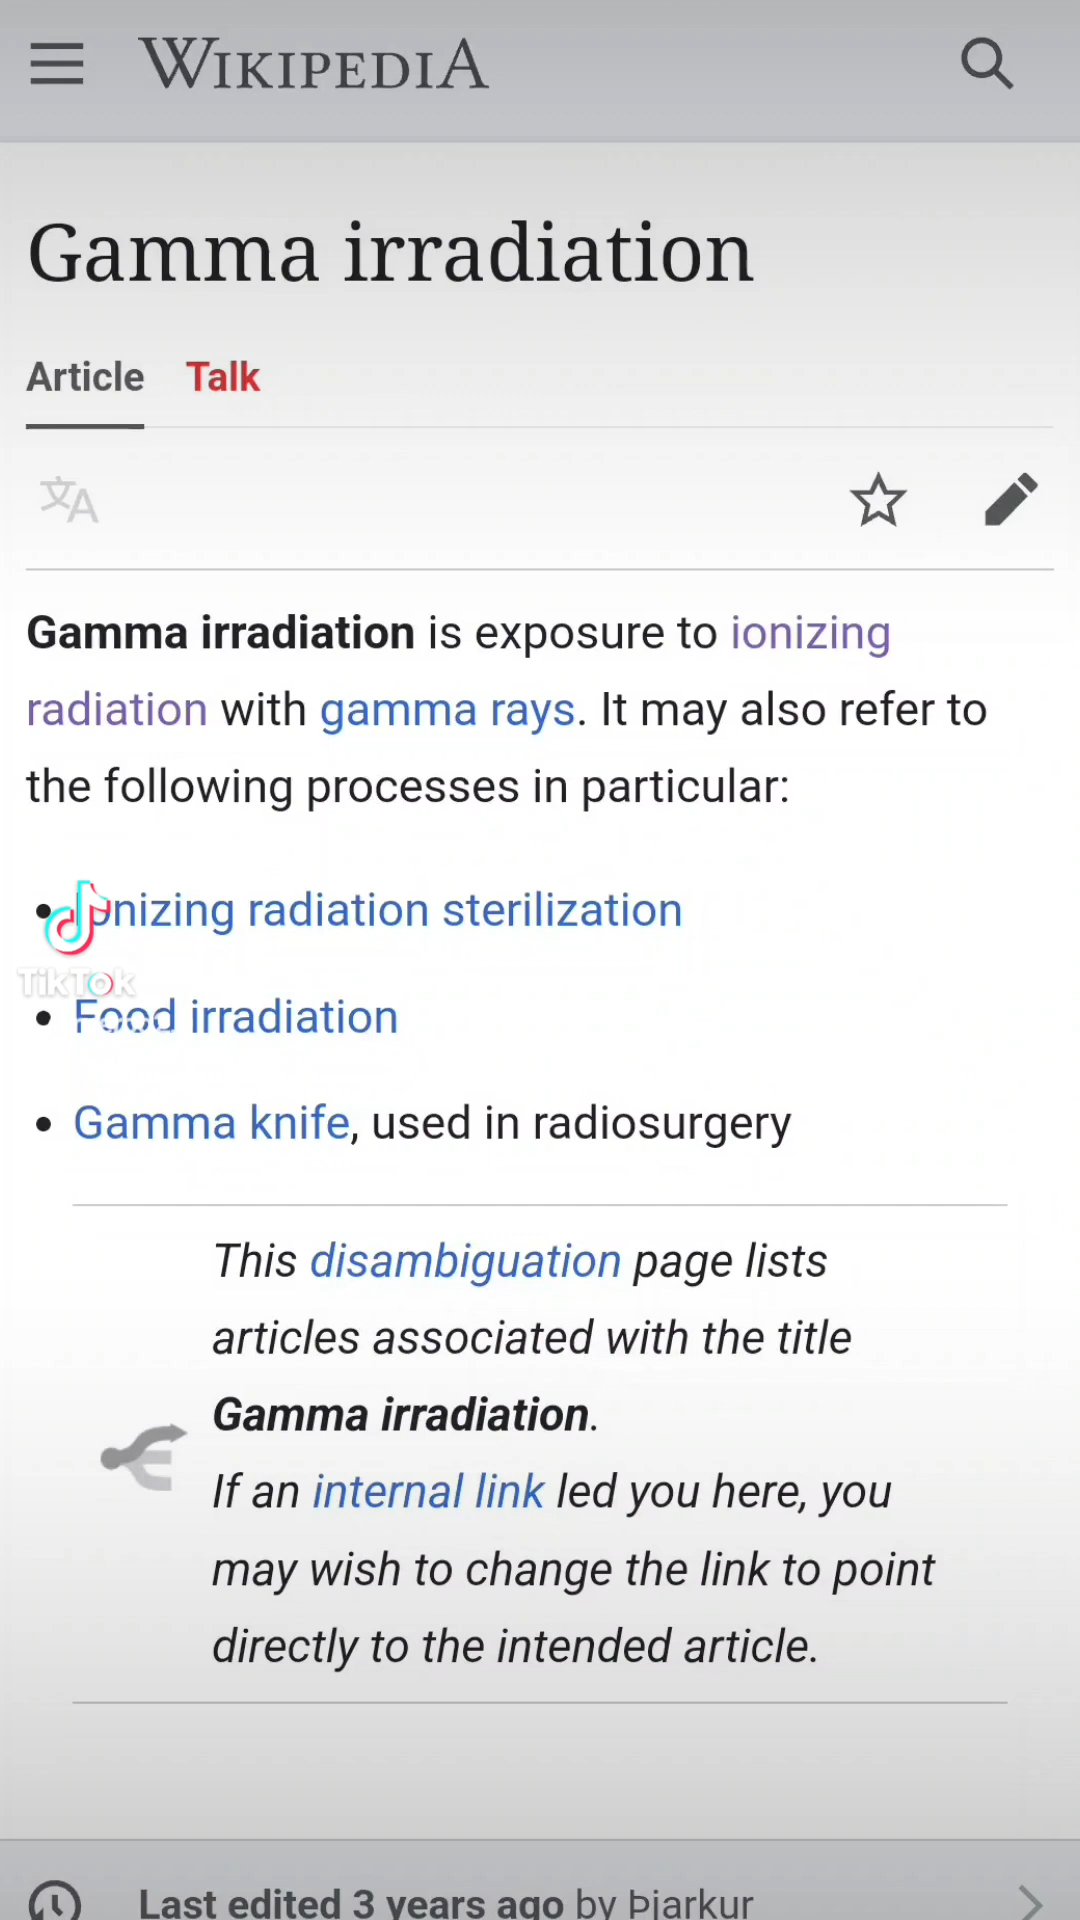 WIKIPEDIA
Gamma irradiation
Article Talk
Gamma irradiation is exposure to ionizing
radiation with gamma rays. It may also refer to
the following processes in particular:
• Ionizing radiation sterilization
TikTok
• Food irradiation
• Gamma knife, used in radiosurgery
This disambiguation page lists
articles associated with the title
Gamma irradiation.
If an internal link led you here, you
may wish to change the link to point
directly to the intended article.
Last edited 3 years ago by Þjarkur